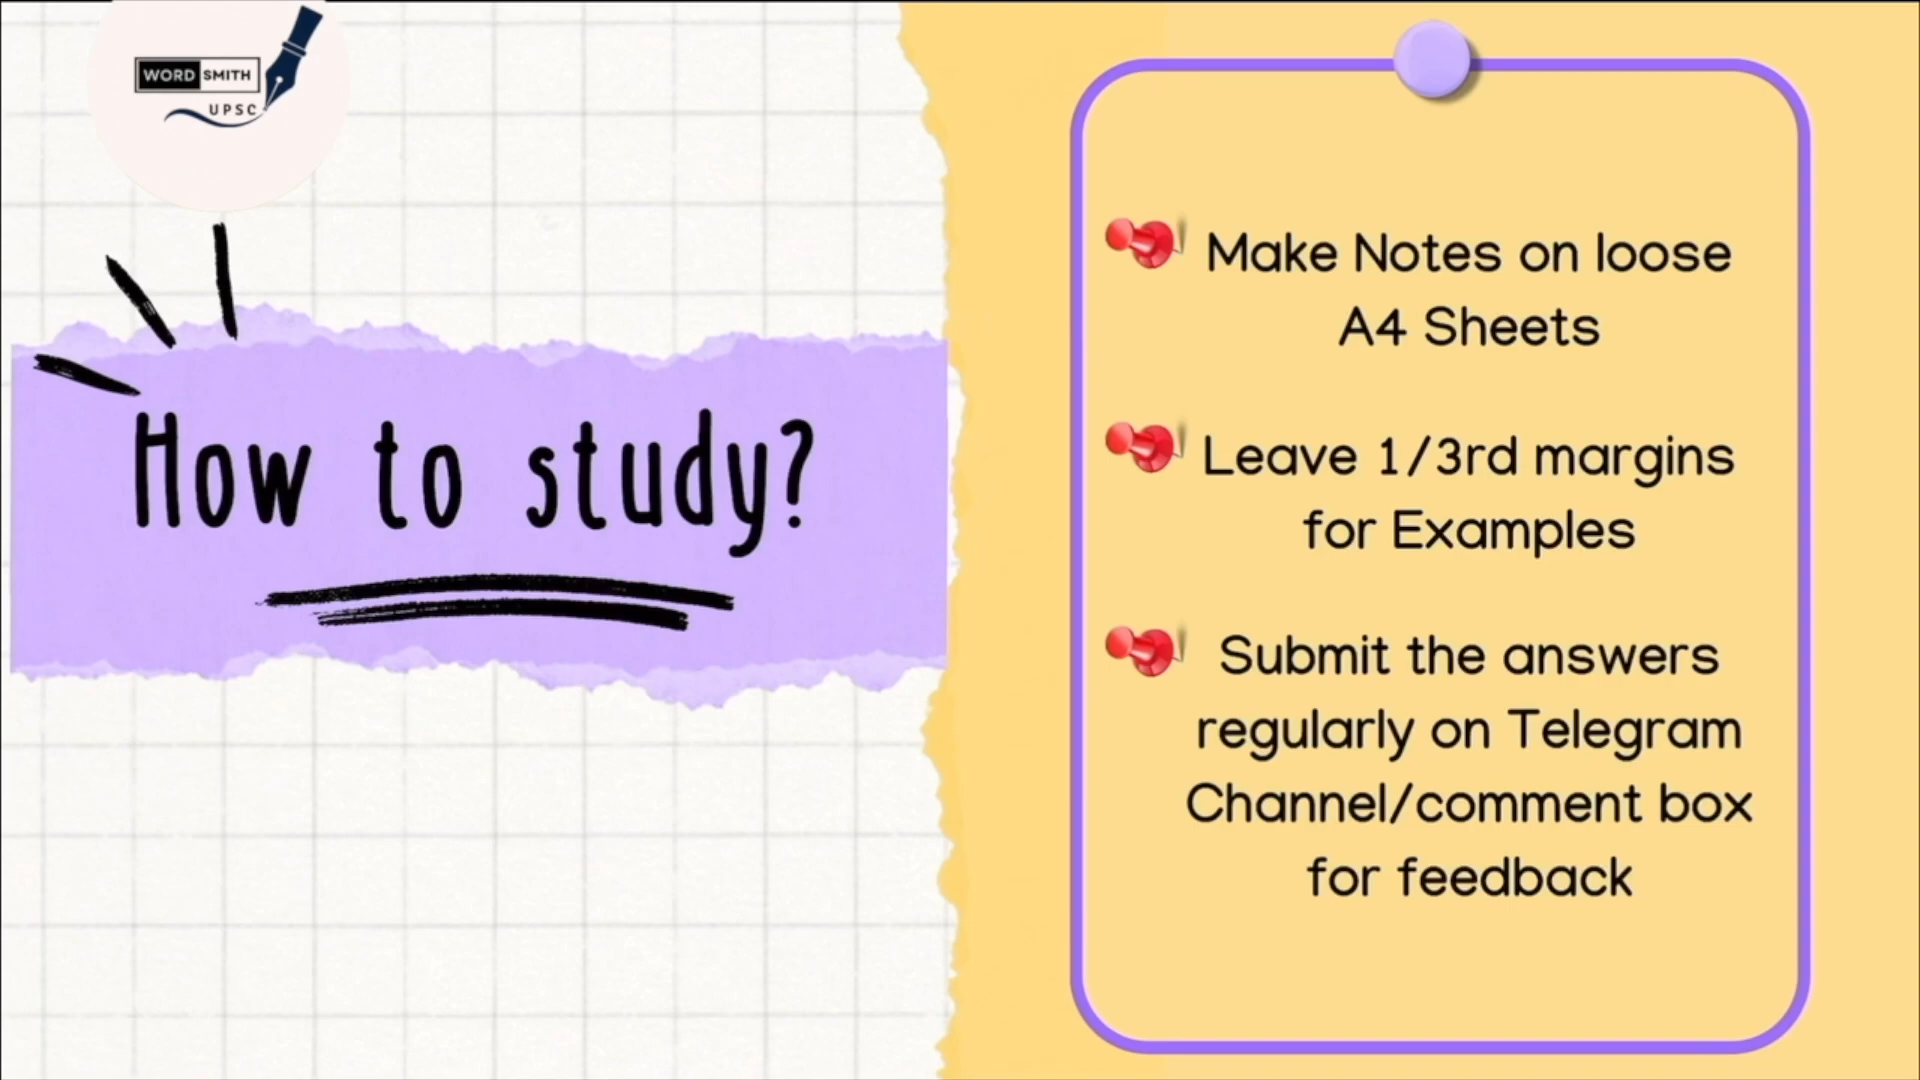 WORD SMITH
UPSC
How to study?
Make Notes on loose
A4 Sheets
Leave 1/3rd margins
for Examples
Submit the answers
regularly on Telegram
Channel/comment box
for feedback